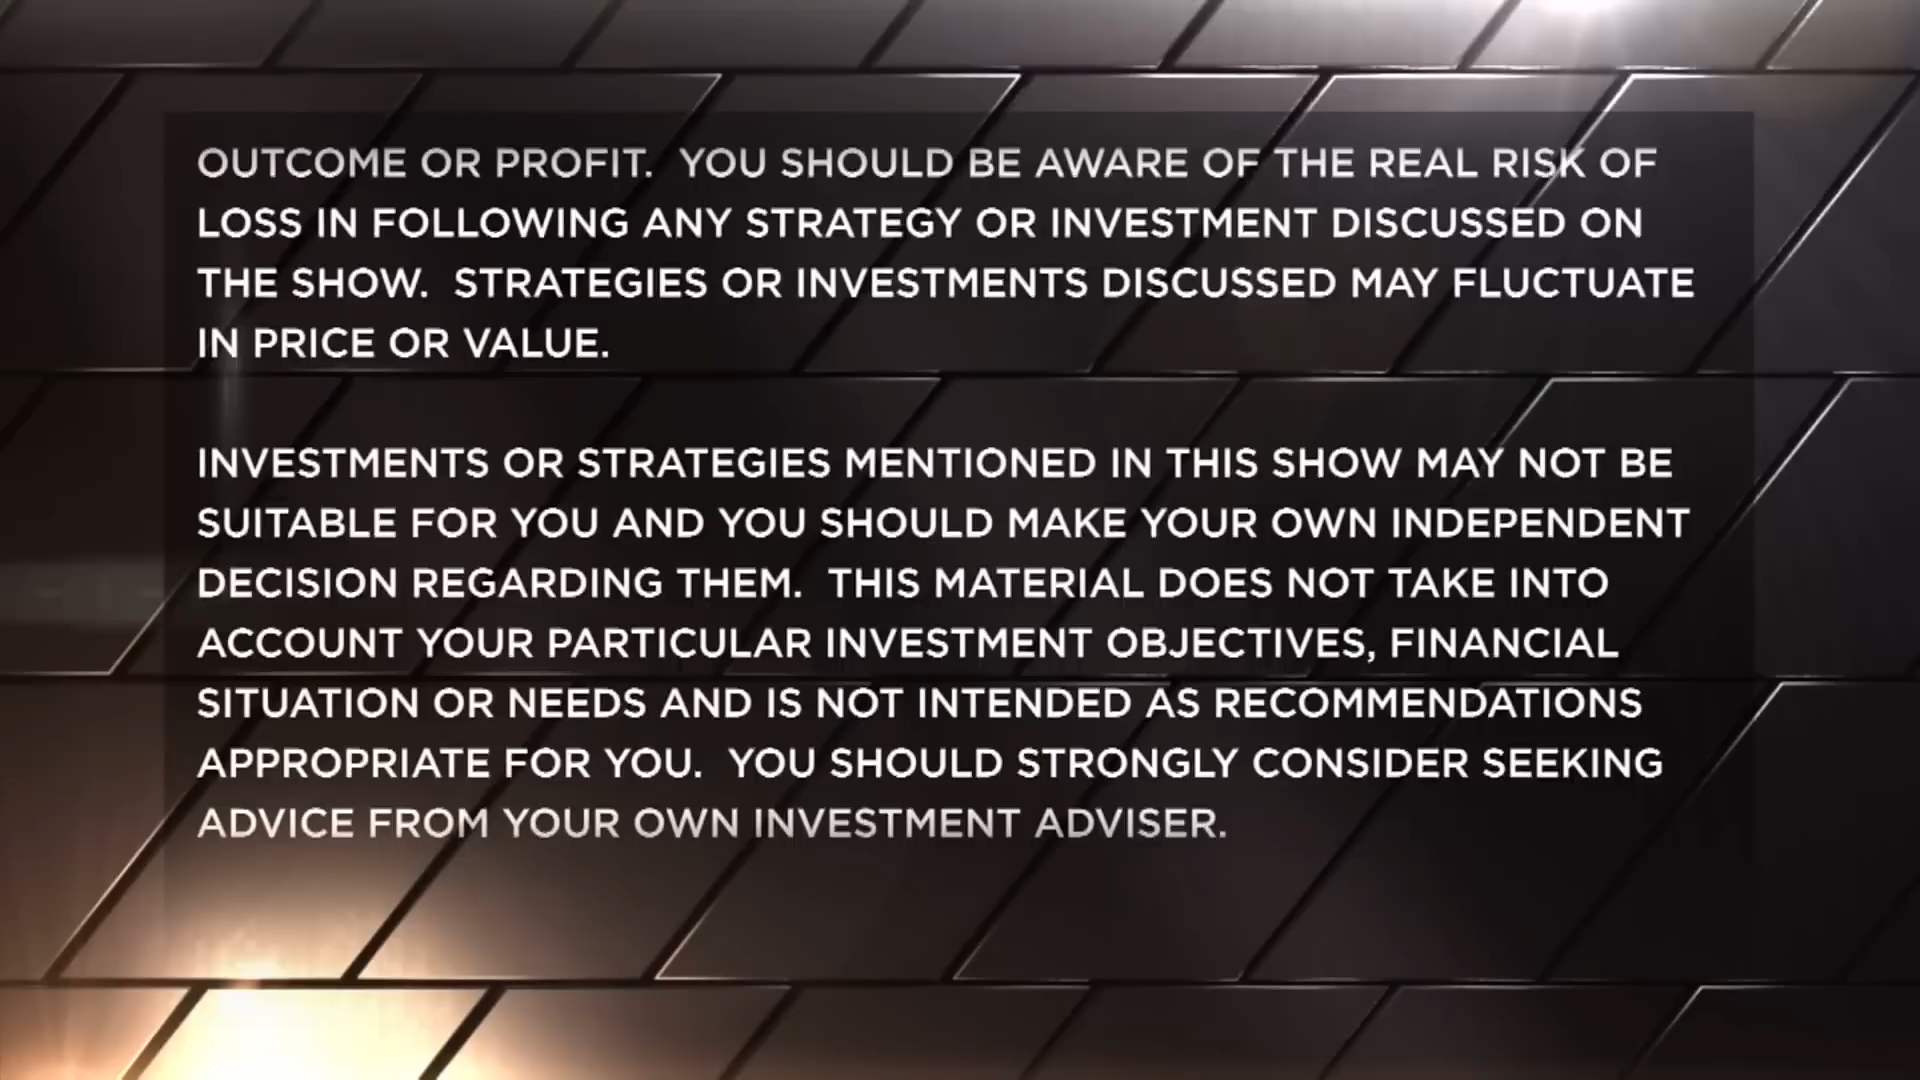 OUTCOME OR PROFIT.  YOU SHOULD BE AWARE OF THE REAL RISK OF
LOSS IN FOLLOWING ANY STRATEGY OR INVESTMENT DISCUSSED ON
THE SHOW.  STRATEGIES OR INVESTMENTS DISCUSSED MAY FLUCTUATE
IN PRICE OR VALUE.
INVESTMENTS OR STRATEGIES MENTIONED IN THIS SHOW MAY NOT BE
SUITABLE FOR YOU AND YOU SHOULD MAKE YOUR OWN INDEPENDENT
DECISION REGARDING THEM.  THIS MATERIAL DOES NOT TAKE INTO
ACCOUNT YOUR PARTICULAR INVESTMENT OBJECTIVES, FINANCIAL
SITUATION OR NEEDS AND IS NOT INTENDED AS RECOMMENDATIONS
APPROPRIATE FOR YOU.  YOU SHOULD STRONGLY CONSIDER SEEKING
ADVICE FROM YOUR OWN INVESTMENT ADVISER.